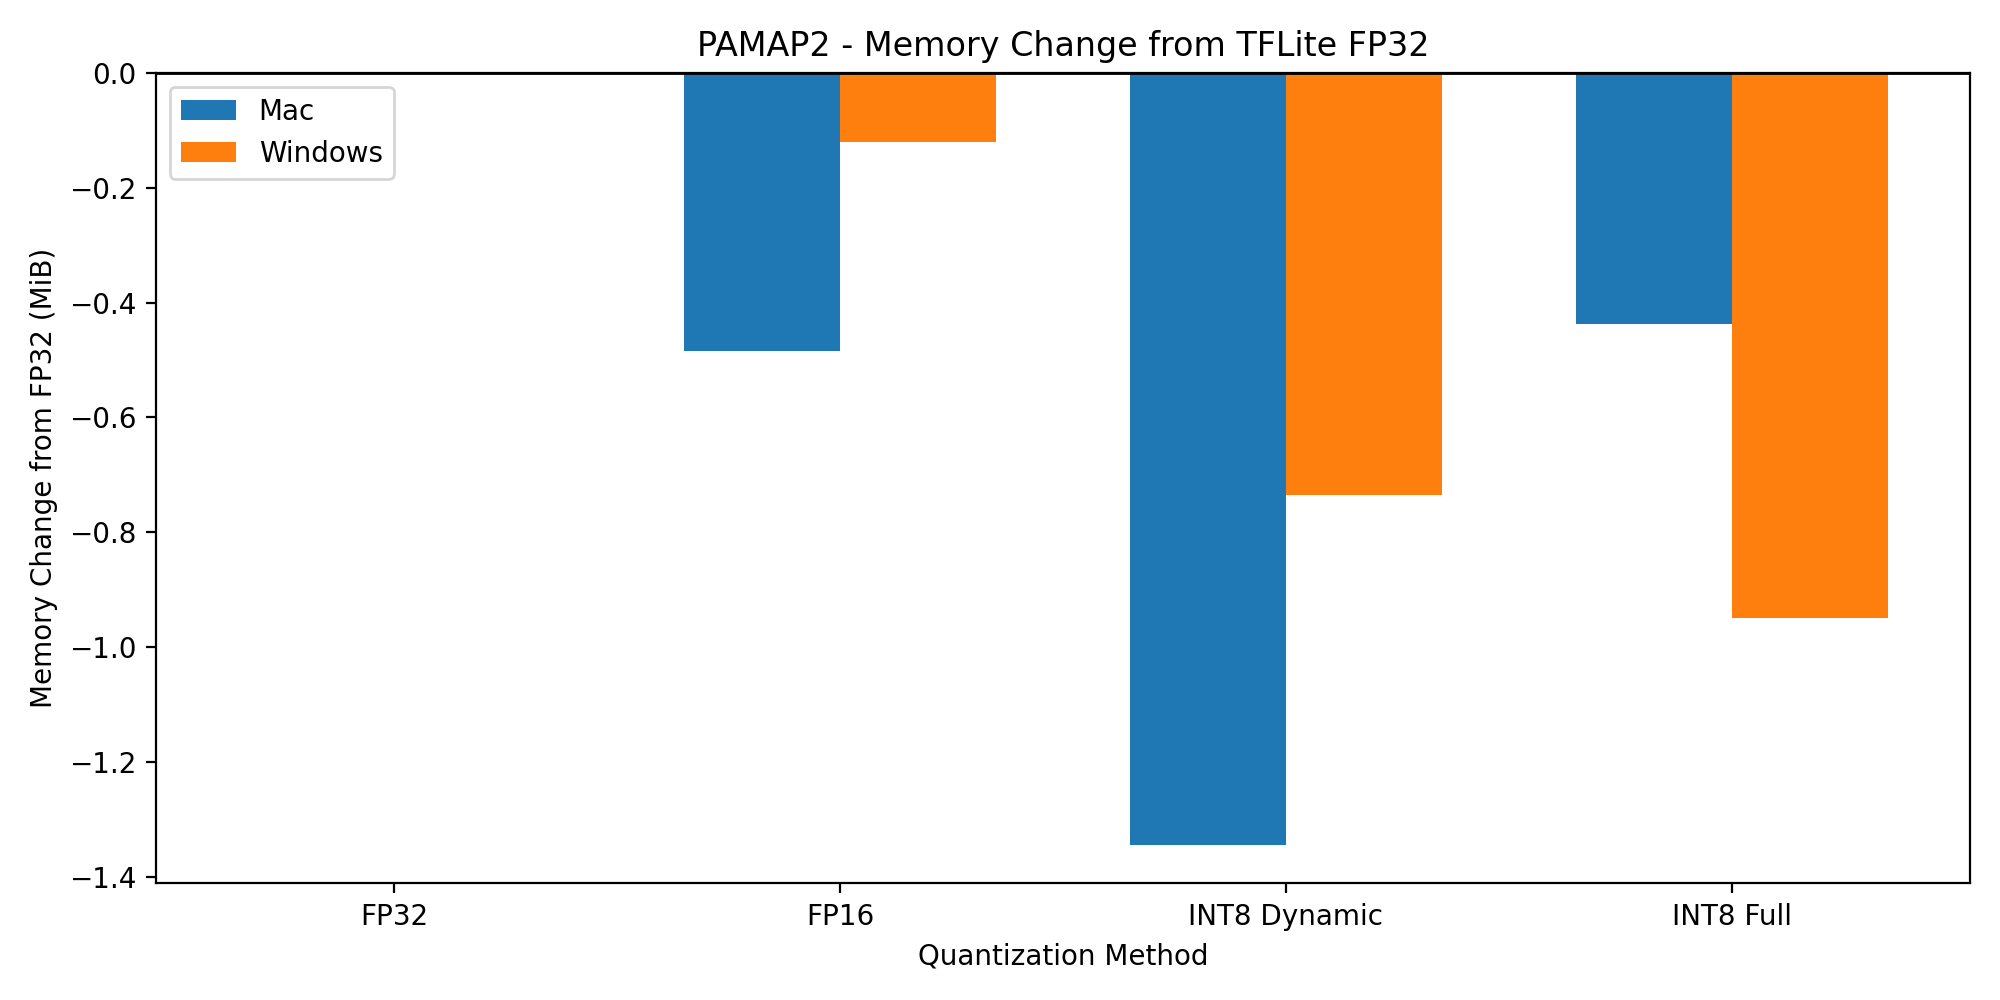 PAMAP2 - Memory Change from TFLite FP32
Memory Change from FP32 (MiB)
0.0
−0.2
−0.4
−0.6
−0.8
−1.0
−1.2
−1.4
Mac
Windows
FP32
FP16
INT8 Dynamic
INT8 Full
Quantization Method